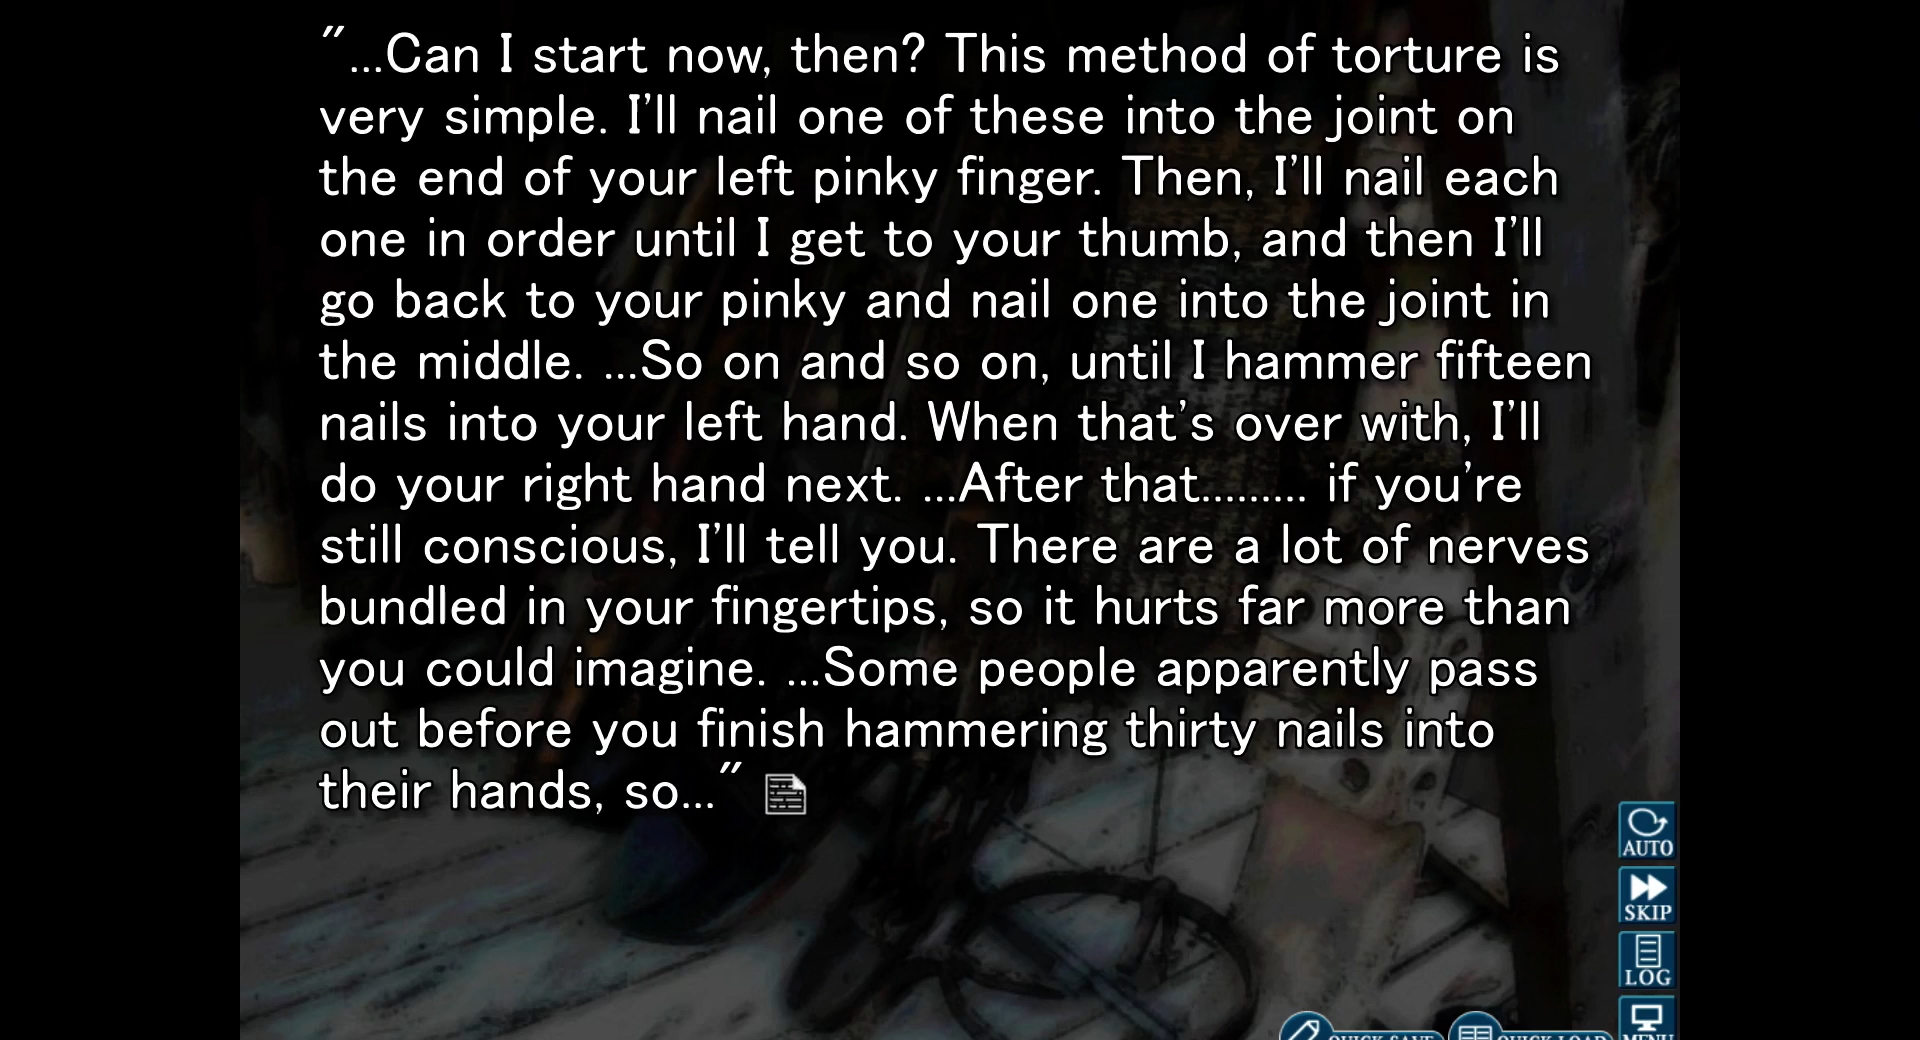 "...Can I start now, then? This method of torture is
very simple. I'll nail one of these into the joint on
the end of your left pinky finger. Then, I'll nail each
one in order until I get to your thumb, and then I'll
go back to your pinky and nail one into the joint in
the middle. ...So on and so on, until I hammer fifteen
nails into your left hand. When that's over with, I'll
do your right hand next. ...After that......... if you're
still conscious, I'll tell you. There are a lot of nerves
bundled in your fingertips, so it hurts far more than
you could imagine. ...Some people apparently pass
out before you finish hammering thirty nails into
their hands, so..."
AUTO
SKIP
LOG
MENU
QUICK SAVE
QUICK LOAD